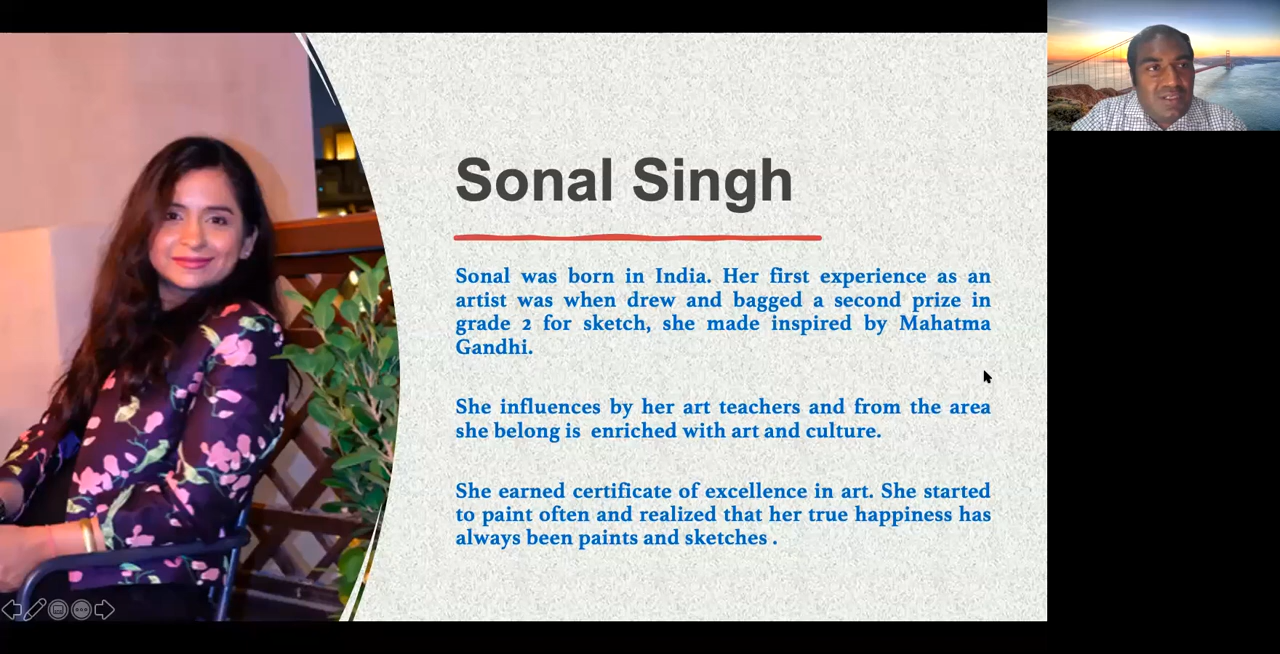 Sonal Singh
Sonal was born in India. Her first experience as an
artist was when drew and bagged a second prize in
grade 2 for sketch, she made inspired by Mahatma
Gandhi.
She influences by her art teachers and from the area
she belong is  enriched with art and culture.
She earned certificate of excellence in art. She started
to paint often and realized that her true happiness has
always been paints and sketches .